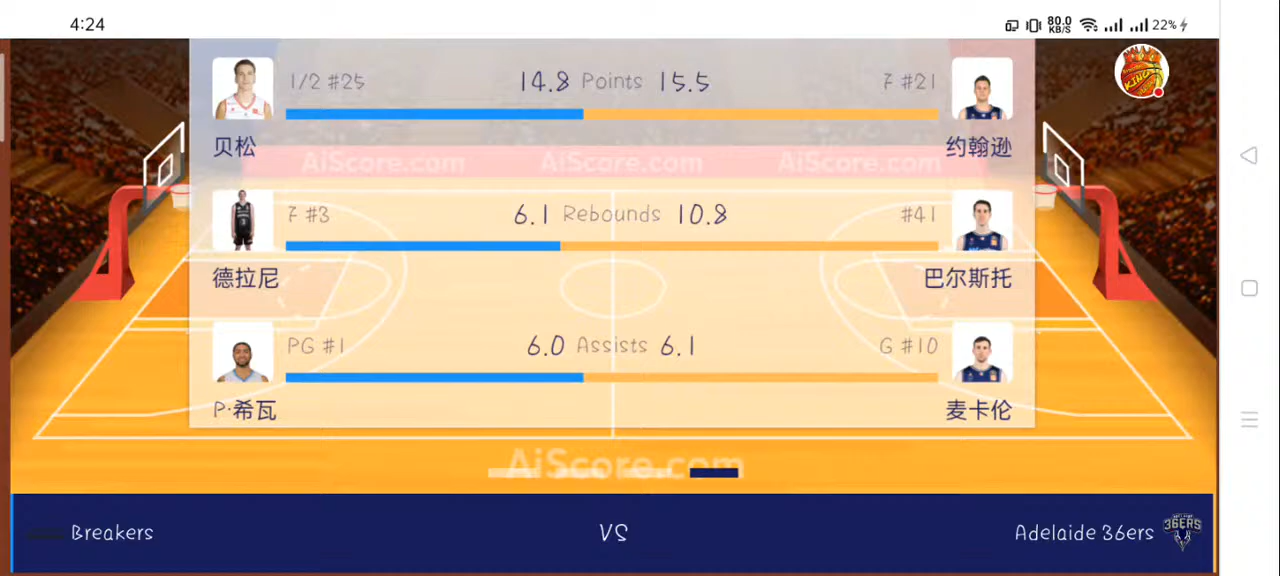 4:24
80.0 KB/S
22%
1/2 #25 14.8 Points 15.5 F #21
贝松 约翰逊
AiScore.com AiScore.com AiScore.com
F #3 6.1 Rebounds 10.8 #41
德拉尼 巴尔斯托
PG #1 6.0 Assists 6.1 G #10
P·希瓦 麦卡伦
AiScore.com
Breakers VS Adelaide 36ers 36ERS
KING